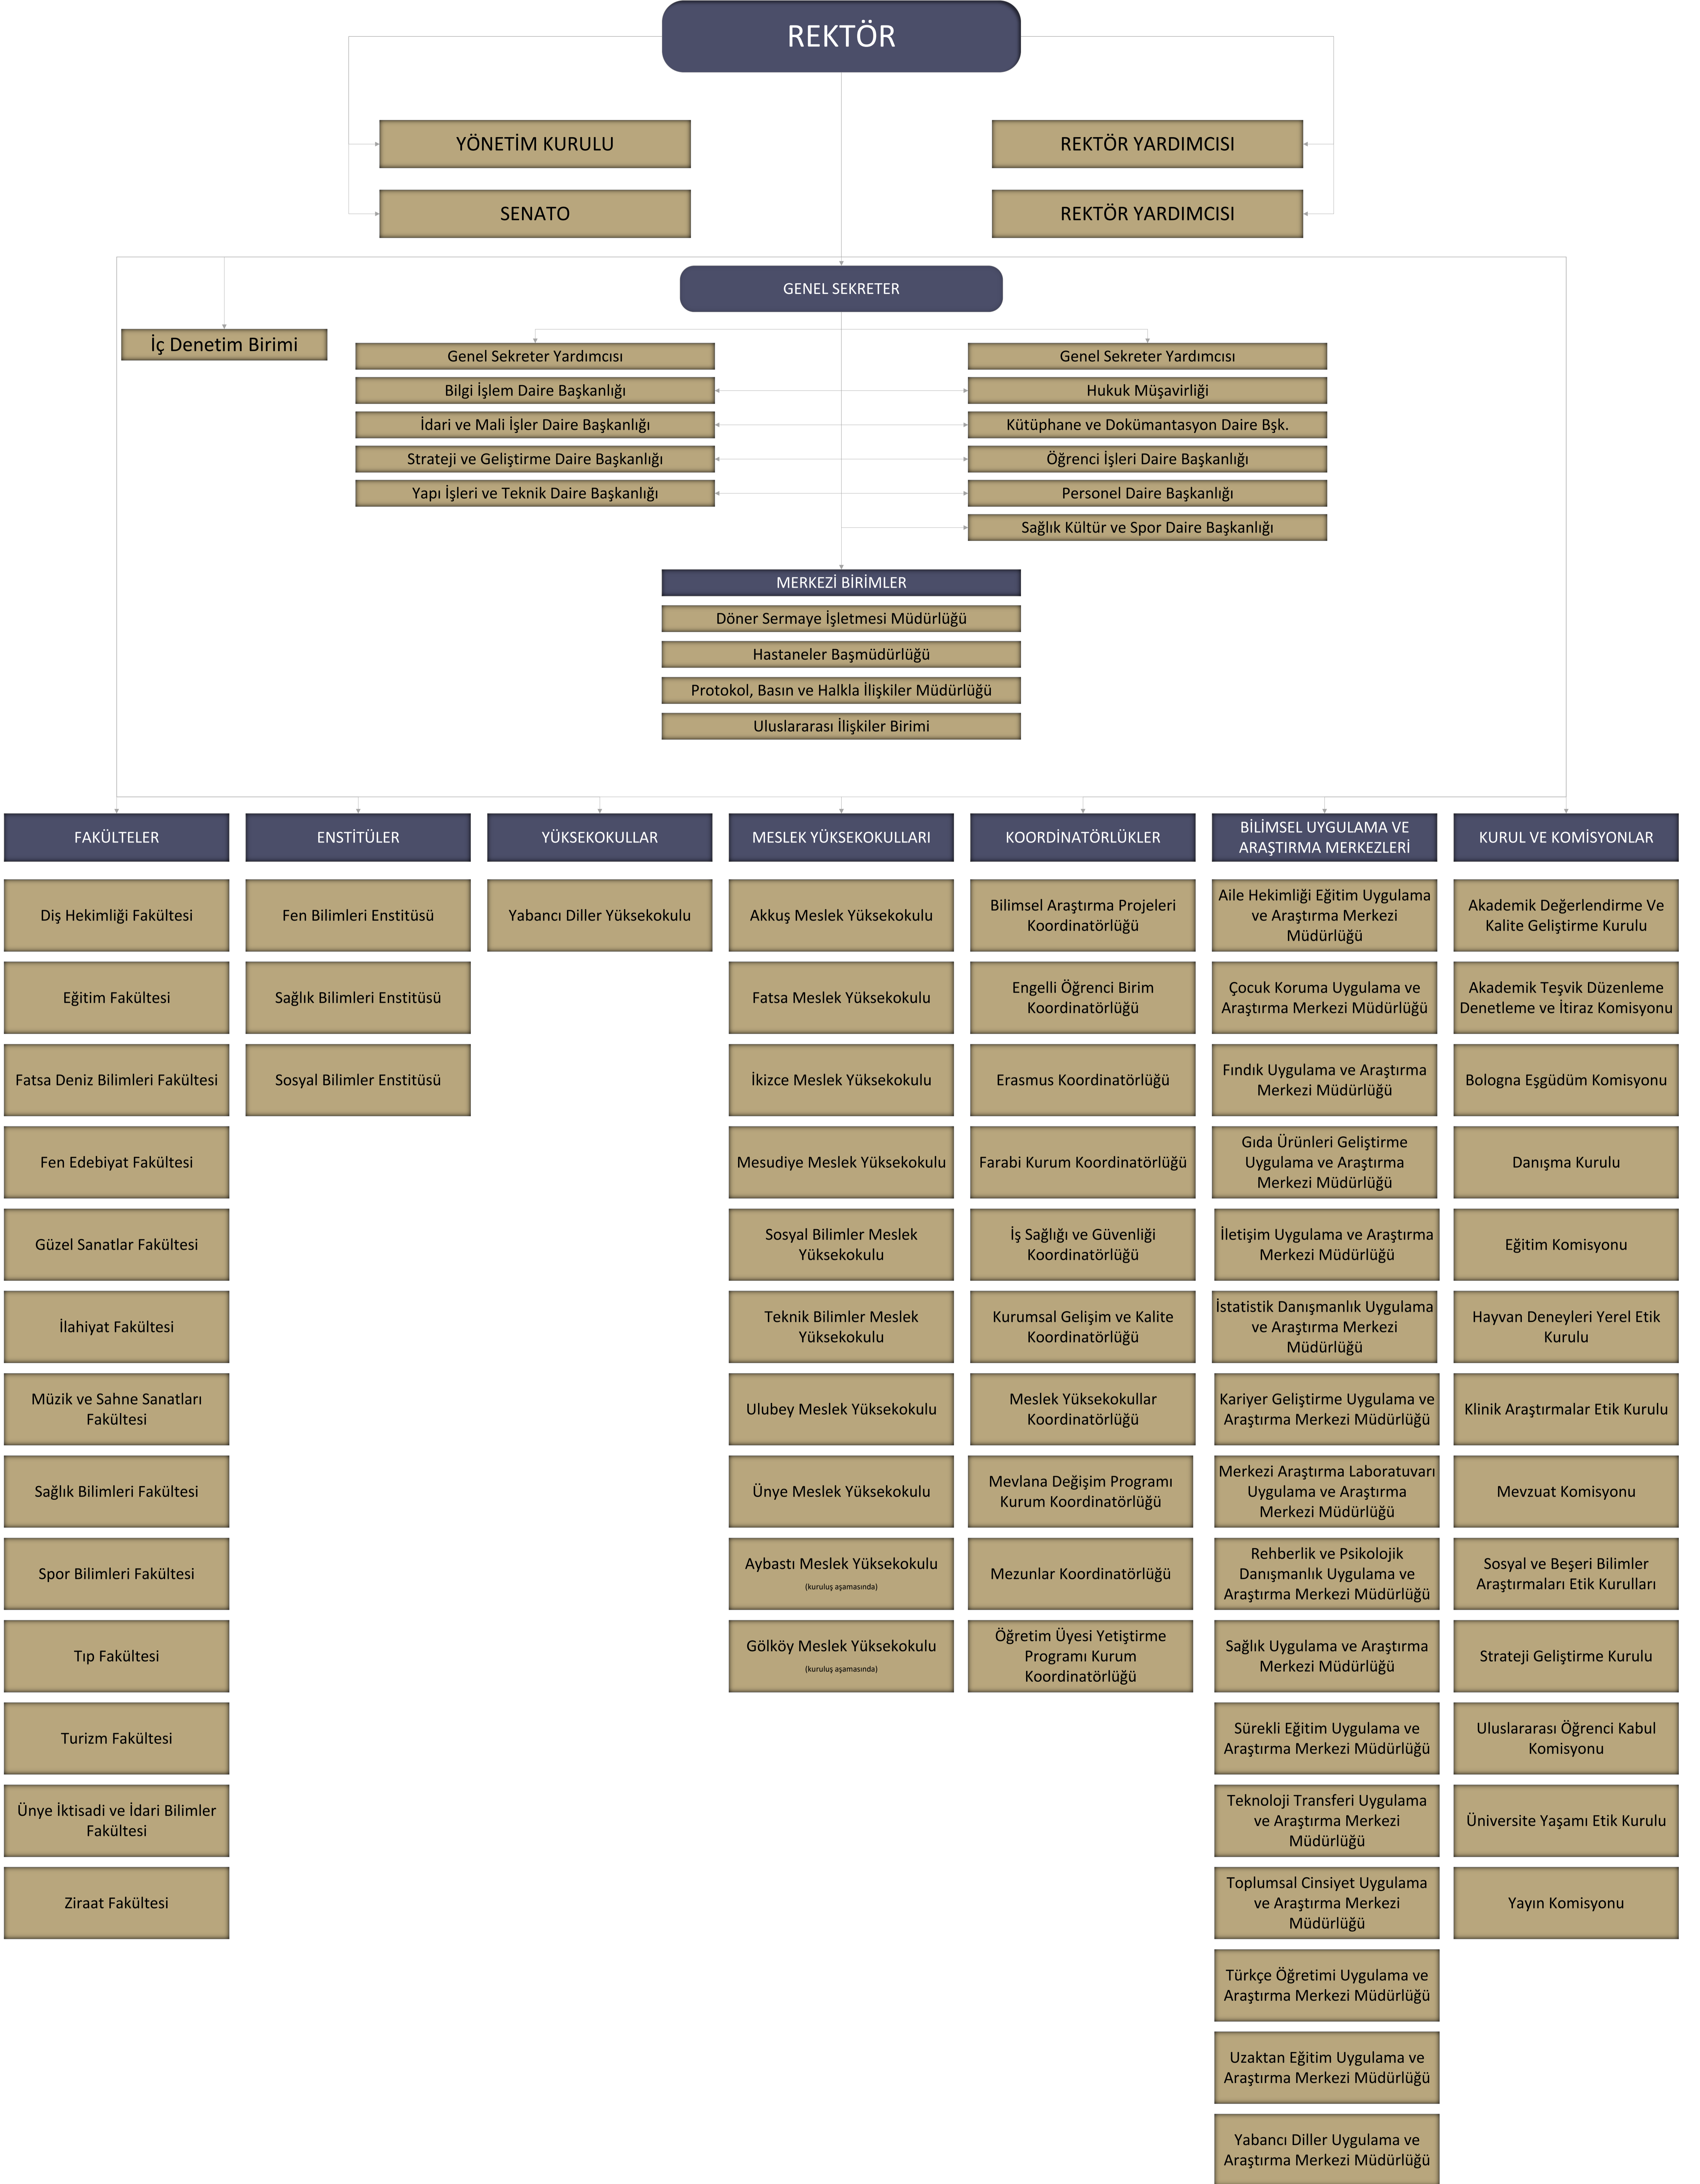 REKTÖR
YÖNETİM KURULU
REKTÖR YARDIMCISI
SENATO
REKTÖR YARDIMCISI
GENEL SEKRETER
İç Denetim Birimi
Genel Sekreter Yardımcısı
Bilgi İşlem Daire Başkanlığı
İdari ve Mali İşler Daire Başkanlığı
Strateji ve Geliştirme Daire Başkanlığı
Yapı İşleri ve Teknik Daire Başkanlığı
Genel Sekreter Yardımcısı
Hukuk Müşavirliği
Kütüphane ve Dokümantasyon Daire Bşk.
Öğrenci İşleri Daire Başkanlığı
Personel Daire Başkanlığı
Sağlık Kültür ve Spor Daire Başkanlığı
MERKEZİ BİRİMLER
Döner Sermaye İşletmesi Müdürlüğü
Hastaneler Başmüdürlüğü
Protokol, Basın ve Halkla İlişkiler Müdürlüğü
Uluslararası İlişkiler Birimi
FAKÜLTELER
Diş Hekimliği Fakültesi
Eğitim Fakültesi
Fatsa Deniz Bilimleri Fakültesi
Fen Edebiyat Fakültesi
Güzel Sanatlar Fakültesi
İlahiyat Fakültesi
Müzik ve Sahne Sanatları
Fakültesi
Sağlık Bilimleri Fakültesi
Spor Bilimleri Fakültesi
Tıp Fakültesi
Turizm Fakültesi
Ünye İktisadi ve İdari Bilimler
Fakültesi
Ziraat Fakültesi
ENSTİTÜLER
Fen Bilimleri Enstitüsü
Sağlık Bilimleri Enstitüsü
Sosyal Bilimler Enstitüsü
YÜKSEKOKULLAR
Yabancı Diller Yüksekokulu
MESLEK YÜKSEKOKULLARI
Akkuş Meslek Yüksekokulu
Fatsa Meslek Yüksekokulu
İkizce Meslek Yüksekokulu
Mesudiye Meslek Yüksekokulu
Sosyal Bilimler Meslek
Yüksekokulu
Teknik Bilimler Meslek
Yüksekokulu
Ulubey Meslek Yüksekokulu
Ünye Meslek Yüksekokulu
Aybastı Meslek Yüksekokulu
(kuruluş aşamasında)
Gölköy Meslek Yüksekokulu
(kuruluş aşamasında)
KOORDİNATÖRLÜKLER
Bilimsel Araştırma Projeleri
Koordinatörlüğü
Engelli Öğrenci Birim
Koordinatörlüğü
Erasmus Koordinatörlüğü
Farabi Kurum Koordinatörlüğü
İş Sağlığı ve Güvenliği
Koordinatörlüğü
Kurumsal Gelişim ve Kalite
Koordinatörlüğü
Meslek Yüksekokullar
Koordinatörlüğü
Mevlana Değişim Programı
Kurum Koordinatörlüğü
Mezunlar Koordinatörlüğü
Öğretim Üyesi Yetiştirme
Programı Kurum
Koordinatörlüğü
BİLİMSEL UYGULAMA VE
ARAŞTIRMA MERKEZLERİ
Aile Hekimliği Eğitim Uygulama
ve Araştırma Merkezi
Müdürlüğü
Çocuk Koruma Uygulama ve
Araştırma Merkezi Müdürlüğü
Fındık Uygulama ve Araştırma
Merkezi Müdürlüğü
Gıda Ürünleri Geliştirme
Uygulama ve Araştırma
Merkezi Müdürlüğü
İletişim Uygulama ve Araştırma
Merkezi Müdürlüğü
İstatistik Danışmanlık Uygulama
ve Araştırma Merkezi
Müdürlüğü
Kariyer Geliştirme Uygulama ve
Araştırma Merkezi Müdürlüğü
Merkezi Araştırma Laboratuvarı
Uygulama ve Araştırma
Merkezi Müdürlüğü
Rehberlik ve Psikolojik
Danışmanlık Uygulama ve
Araştırma Merkezi Müdürlüğü
Sağlık Uygulama ve Araştırma
Merkezi Müdürlüğü
Sürekli Eğitim Uygulama ve
Araştırma Merkezi Müdürlüğü
Teknoloji Transferi Uygulama
ve Araştırma Merkezi
Müdürlüğü
Toplumsal Cinsiyet Uygulama
ve Araştırma Merkezi
Müdürlüğü
Türkçe Öğretimi Uygulama ve
Araştırma Merkezi Müdürlüğü
Uzaktan Eğitim Uygulama ve
Araştırma Merkezi Müdürlüğü
Yabancı Diller Uygulama ve
Araştırma Merkezi Müdürlüğü
KURUL VE KOMİSYONLAR
Akademik Değerlendirme Ve
Kalite Geliştirme Kurulu
Akademik Teşvik Düzenleme
Denetleme ve İtiraz Komisyonu
Bologna Eşgüdüm Komisyonu
Danışma Kurulu
Eğitim Komisyonu
Hayvan Deneyleri Yerel Etik
Kurulu
Klinik Araştırmalar Etik Kurulu
Mevzuat Komisyonu
Sosyal ve Beşeri Bilimler
Araştırmaları Etik Kurulları
Strateji Geliştirme Kurulu
Uluslararası Öğrenci Kabul
Komisyonu
Üniversite Yaşamı Etik Kurulu
Yayın Komisyonu